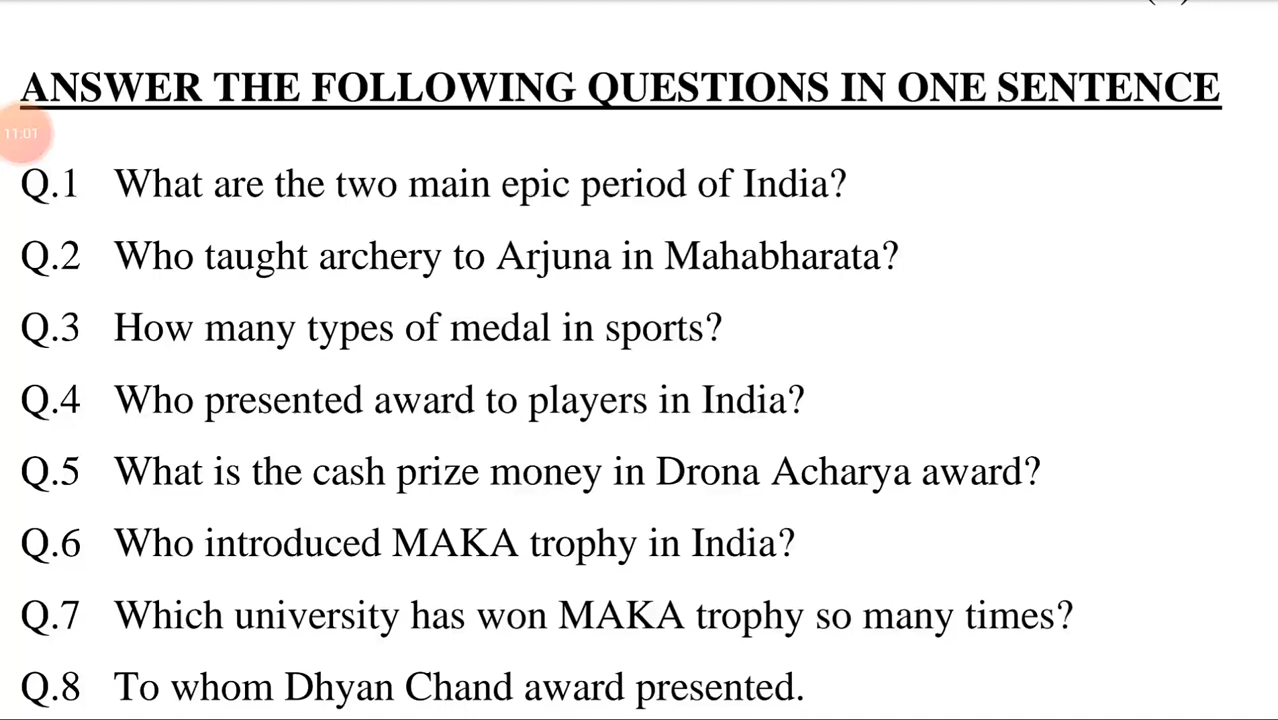 ANSWER THE FOLLOWING QUESTIONS IN ONE SENTENCE
11:01
Q.1 What are the two main epic period of India?
Q.2 Who taught archery to Arjuna in Mahabharata?
Q.3 How many types of medal in sports?
Q.4 Who presented award to players in India?
Q.5 What is the cash prize money in Drona Acharya award?
Q.6 Who introduced MAKA trophy in India?
Q.7 Which university has won MAKA trophy so many times?
Q.8 To whom Dhyan Chand award presented.